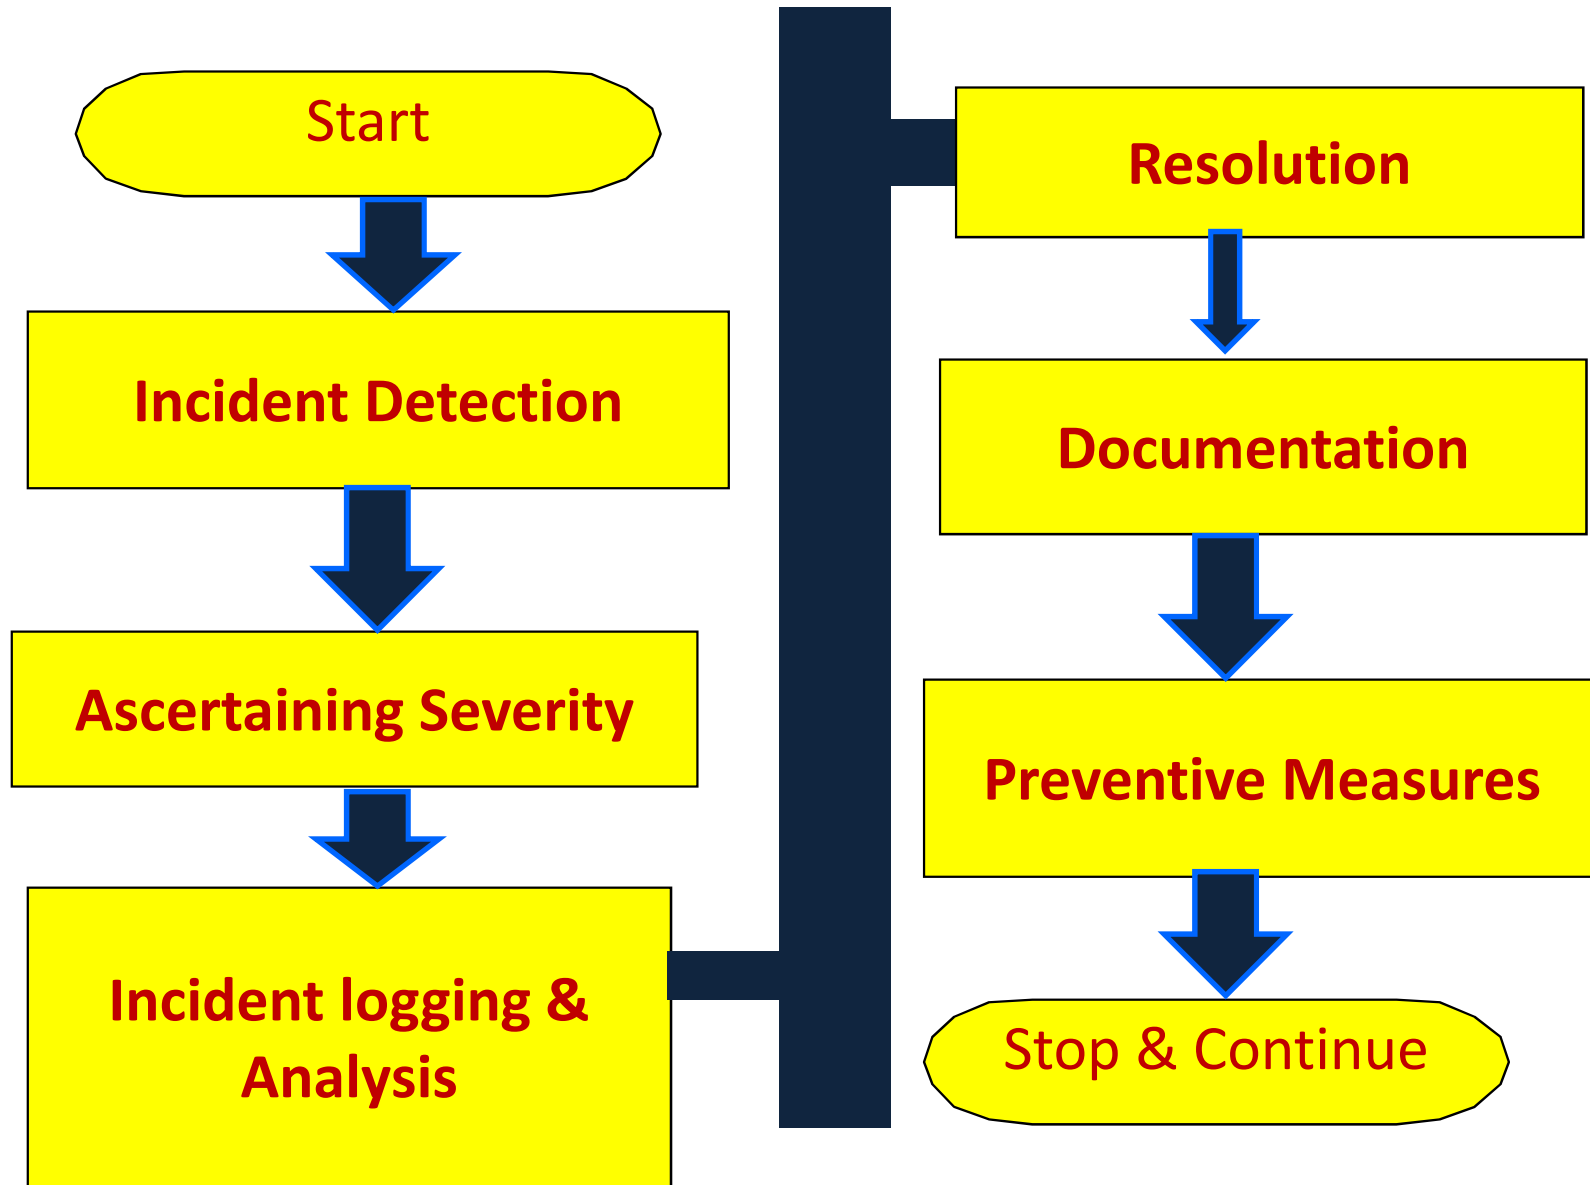 Start
Incident Detection
Ascertaining Severity
Incident logging &
Analysis
Resolution
Documentation
Preventive Measures
Stop & Continue